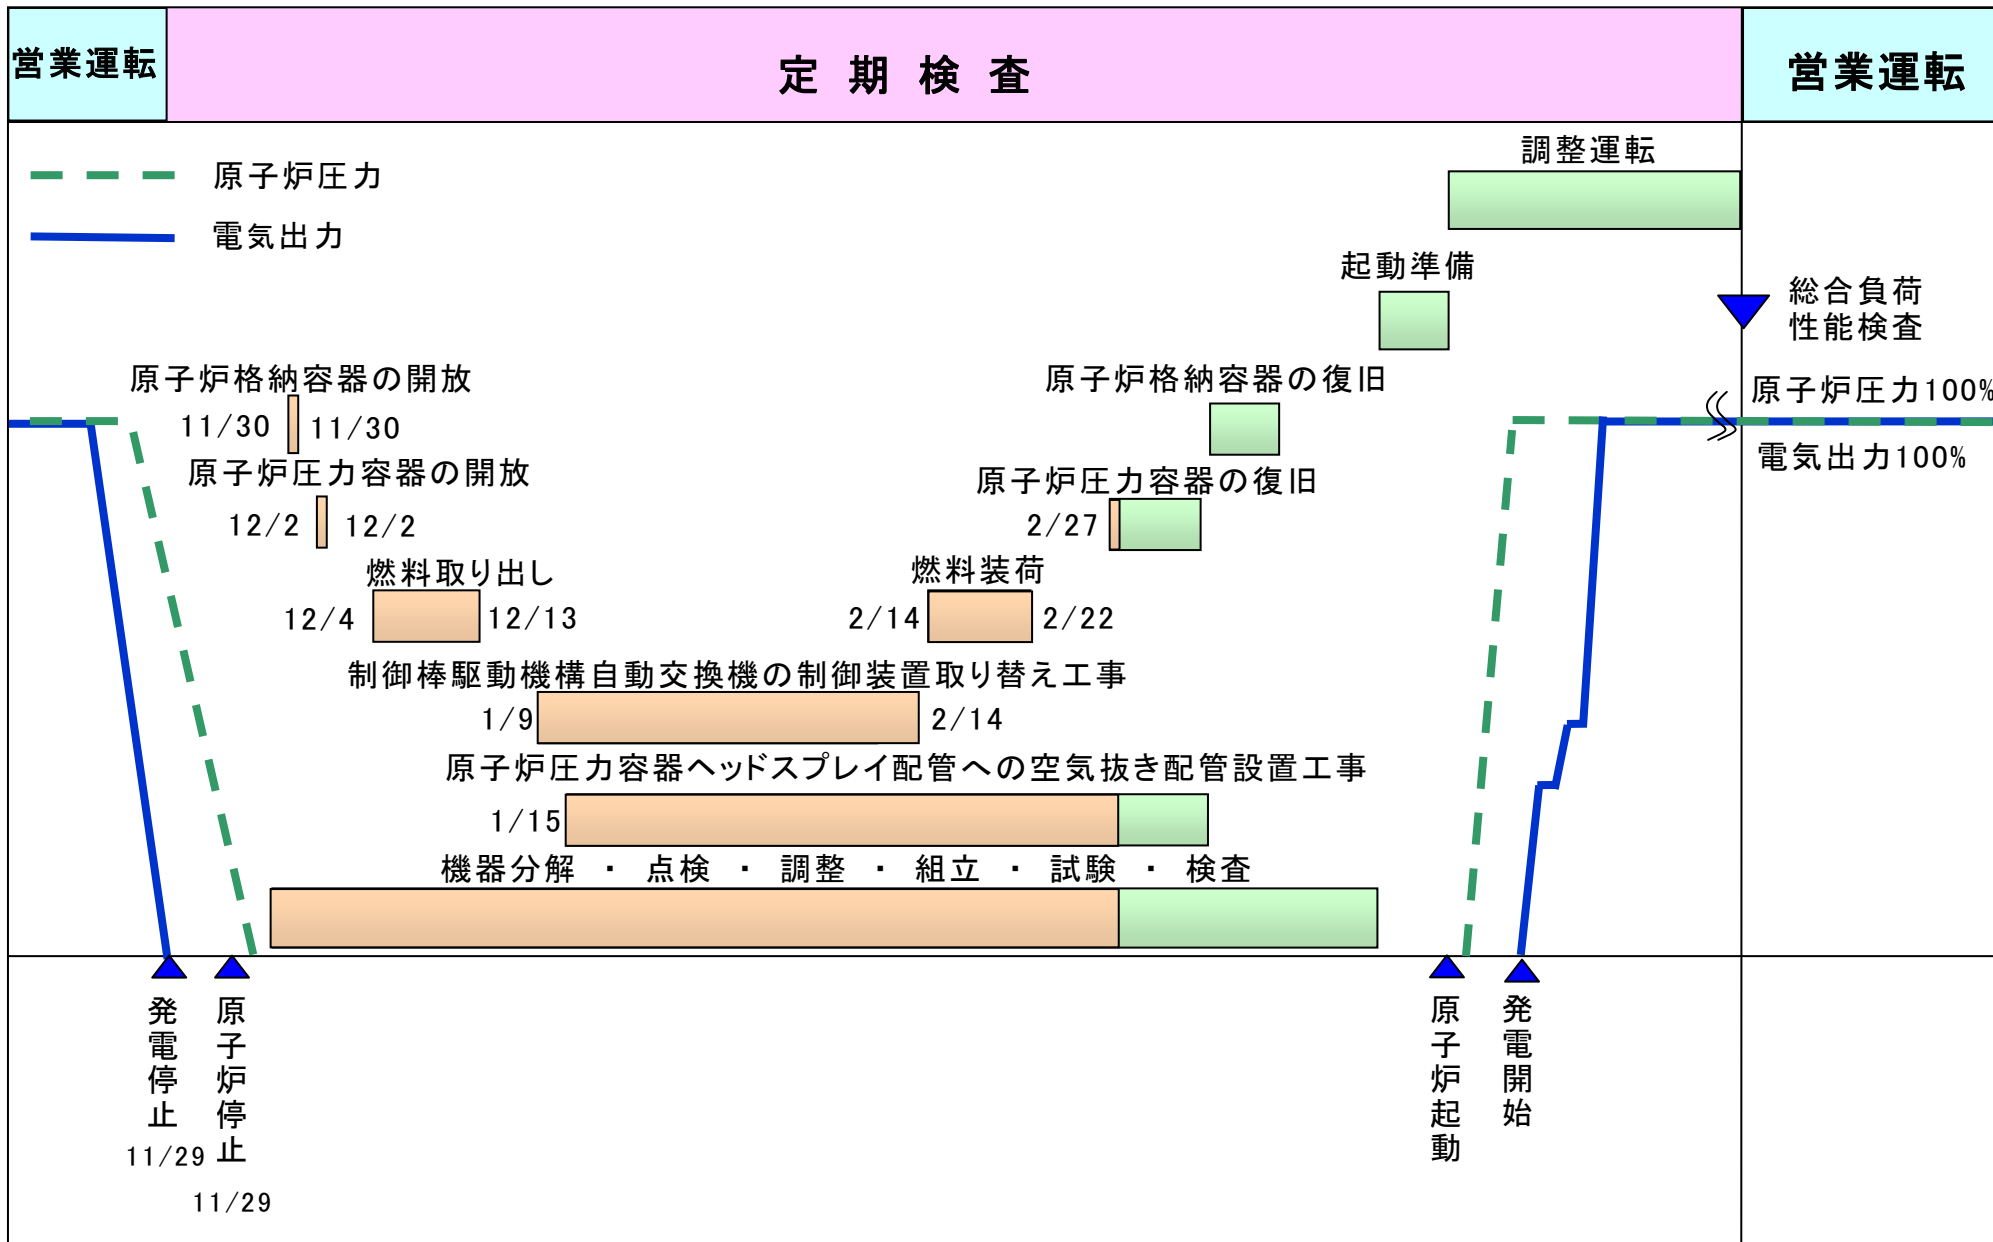 営業運転
定期検査
営業運転
調整運転
原子炉圧力
電気出力
起動準備
総合負荷
性能検査
原子炉格納容器の開放
11/30
11/30
原子炉格納容器の復旧
原子炉圧力100%
電気出力100%
原子炉圧力容器の開放
12/2
12/2
原子炉圧力容器の復旧
2/27
燃料取り出し
12/4
12/13
燃料装荷
2/14
2/22
制御棒駆動機構自動交換機の制御装置取り替え工事
1/9
2/14
原子炉圧力容器ヘッドスプレイ配管への空気抜き配管設置工事
1/15
機器分解 ・ 点検 ・ 調整 ・ 組立 ・ 試験 ・ 検査
発電停止
11/29
原子炉停止
11/29
原子炉起動
発電開始